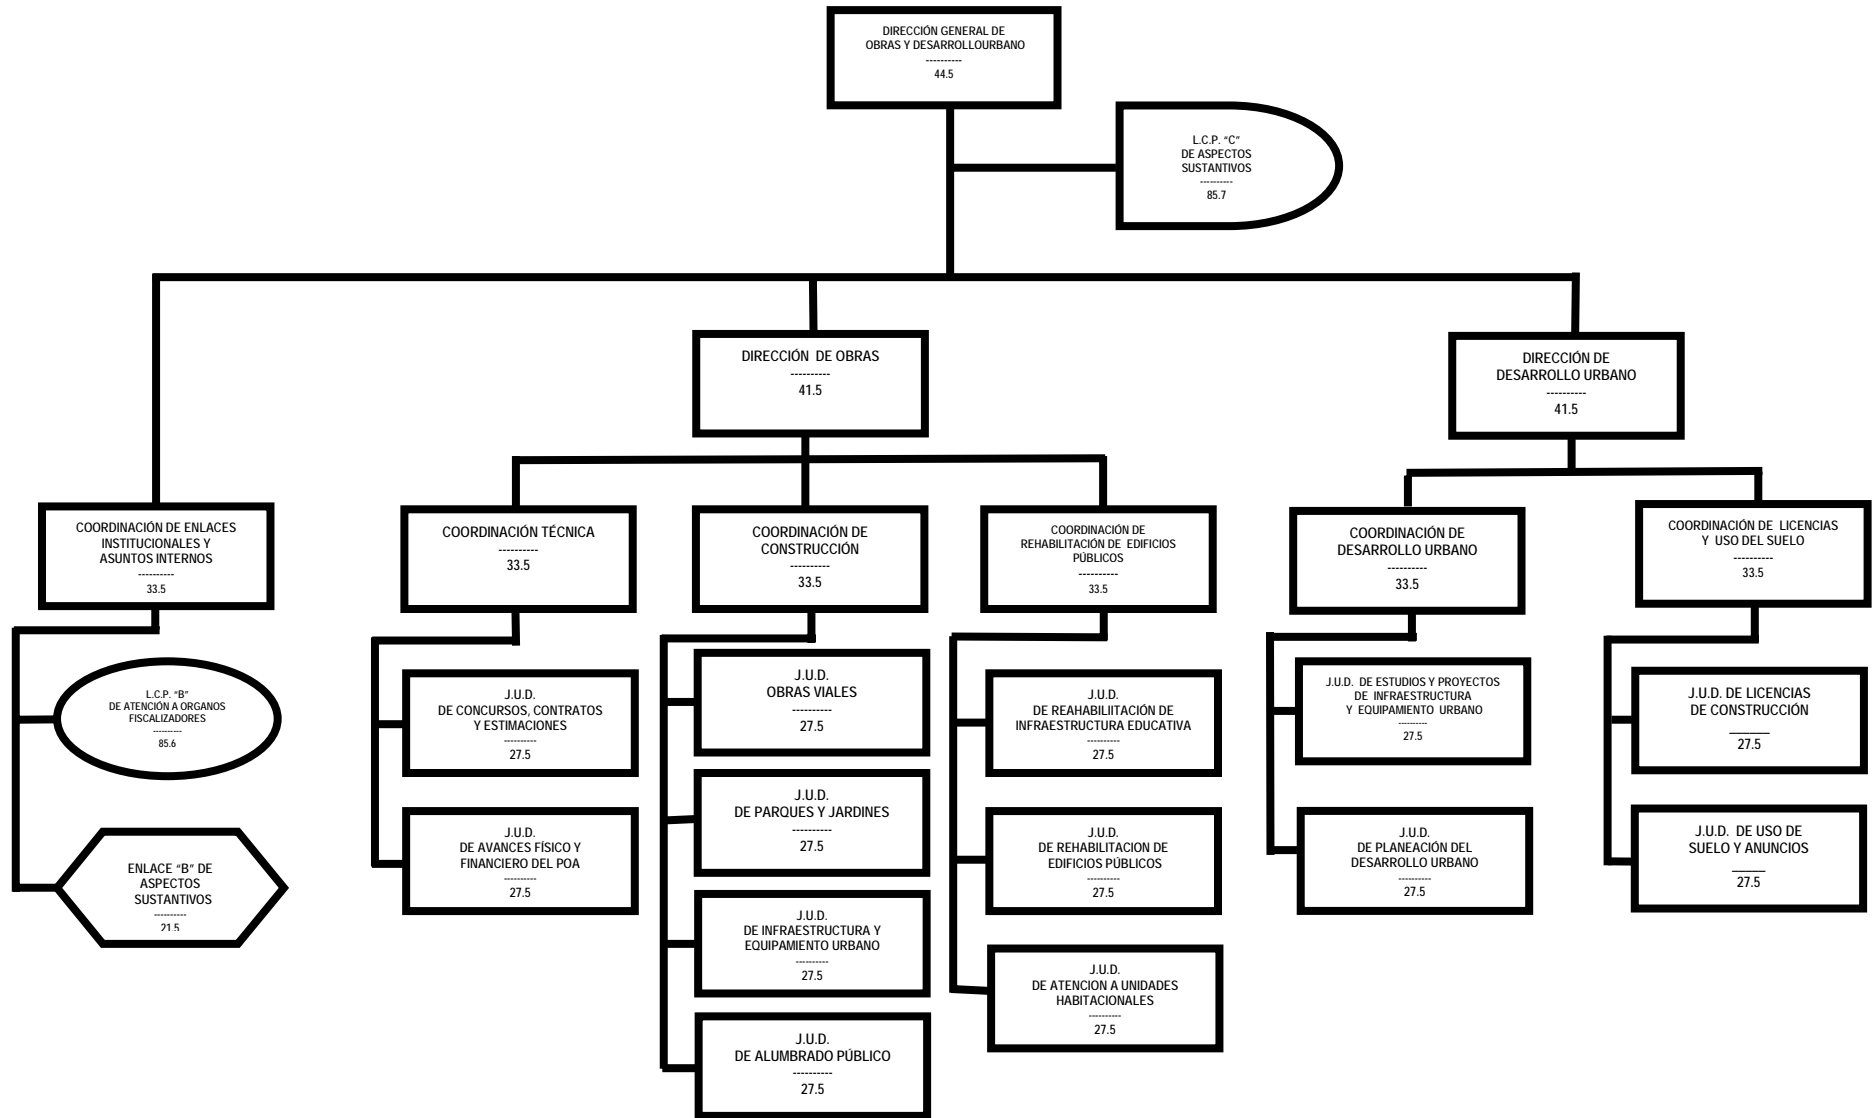 DIRECCIÓN GENERAL DE
OBRAS Y DESARROLLOURBANO
----------
44.5
L.C.P. “C”
DE ASPECTOS
SUSTANTIVOS
----------
85.7
DIRECCIÓN DE OBRAS
----------
41.5
DIRECCIÓN DE
DESARROLLO URBANO
----------
41.5
COORDINACIÓN DE ENLACES
INSTITUCIONALES Y
ASUNTOS INTERNOS
----------
33.5
COORDINACIÓN TÉCNICA
----------
33.5
COORDINACIÓN DE
CONSTRUCCIÓN
----------
33.5
COORDINACIÓN DE
REHABILITACIÓN DE EDIFICIOS
PÚBLICOS
----------
33.5
COORDINACIÓN DE
DESARROLLO URBANO
----------
33.5
COORDINACIÓN DE LICENCIAS
Y USO DEL SUELO
----------
33.5
L.C.P. “B”
DE ATENCIÓN A ORGANOS
FISCALIZADORES
----------
85.6
ENLACE “B” DE
ASPECTOS
SUSTANTIVOS
----------
21.5
J.U.D.
DE CONCURSOS, CONTRATOS
Y ESTIMACIONES
----------
27.5
J.U.D.
DE AVANCES FÍSICO Y
FINANCIERO DEL POA
----------
27.5
J.U.D.
OBRAS VIALES
----------
27.5
J.U.D.
DE PARQUES Y JARDINES
----------
27.5
J.U.D.
DE INFRAESTRUCTURA Y
EQUIPAMIENTO URBANO
----------
27.5
J.U.D.
DE ALUMBRADO PÚBLICO
----------
27.5
J.U.D.
DE REAHABILIITACIÓN DE
INFRAESTRUCTURA EDUCATIVA
----------
27.5
J.U.D.
DE REHABILITACION DE
EDIFICIOS PÚBLICOS
----------
27.5
J.U.D.
DE ATENCION A UNIDADES
HABITACIONALES
----------
27.5
J.U.D. DE ESTUDIOS Y PROYECTOS
DE INFRAESTRUCTURA
Y EQUIPAMIENTO URBANO
----------
27.5
J.U.D.
DE PLANEACIÓN DEL
DESARROLLO URBANO
----------
27.5
J.U.D. DE LICENCIAS
DE CONSTRUCCIÓN
______
27.5
J.U.D. DE USO DE
SUELO Y ANUNCIOS
_____
27.5